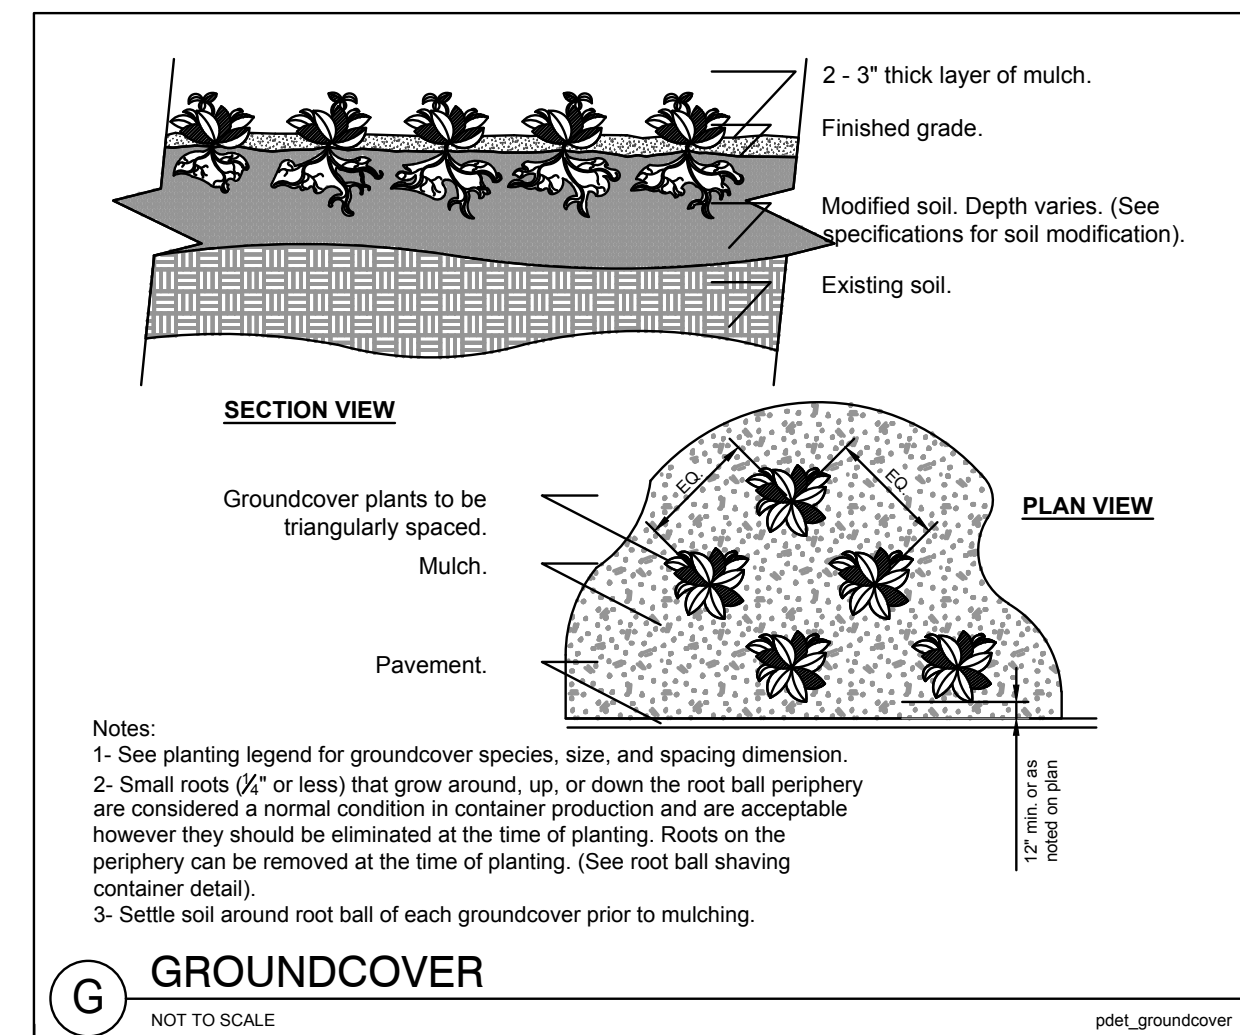 2 - 3" thick layer of mulch.
Finished grade.
Modified soil. Depth varies. (See
specifications for soil modification).
Existing soil.
SECTION VIEW
EQ.
EQ.
PLAN VIEW
Groundcover plants to be
triangularly spaced.
Mulch.
Pavement.
12" min. or as
noted on plan
Notes:
1- See planting legend for groundcover species, size, and spacing dimension.
2- Small roots (¼" or less) that grow around, up, or down the root ball periphery
are considered a normal condition in container production and are acceptable
however they should be eliminated at the time of planting. Roots on the
periphery can be removed at the time of planting. (See root ball shaving
container detail).
3- Settle soil around root ball of each groundcover prior to mulching.
G
GROUNDCOVER
NOT TO SCALE
pdet_groundcover